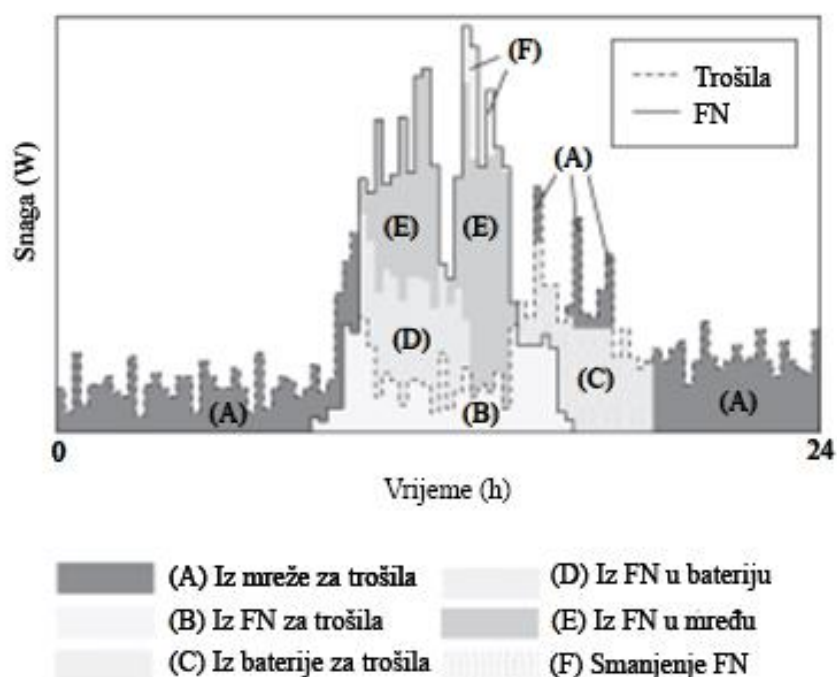 (F)
Trošila
FN
(A)
Snaga (W)
(E)
(E)
(D)
(C)
(A)
(B)
(A)
0
24
Vrijeme (h)
(A) Iz mreže za trošila
(D) Iz FN u bateriju
(B) Iz FN za trošila
(E) Iz FN u mređu
(C) Iz baterije za trošila
(F) Smanjenje FN